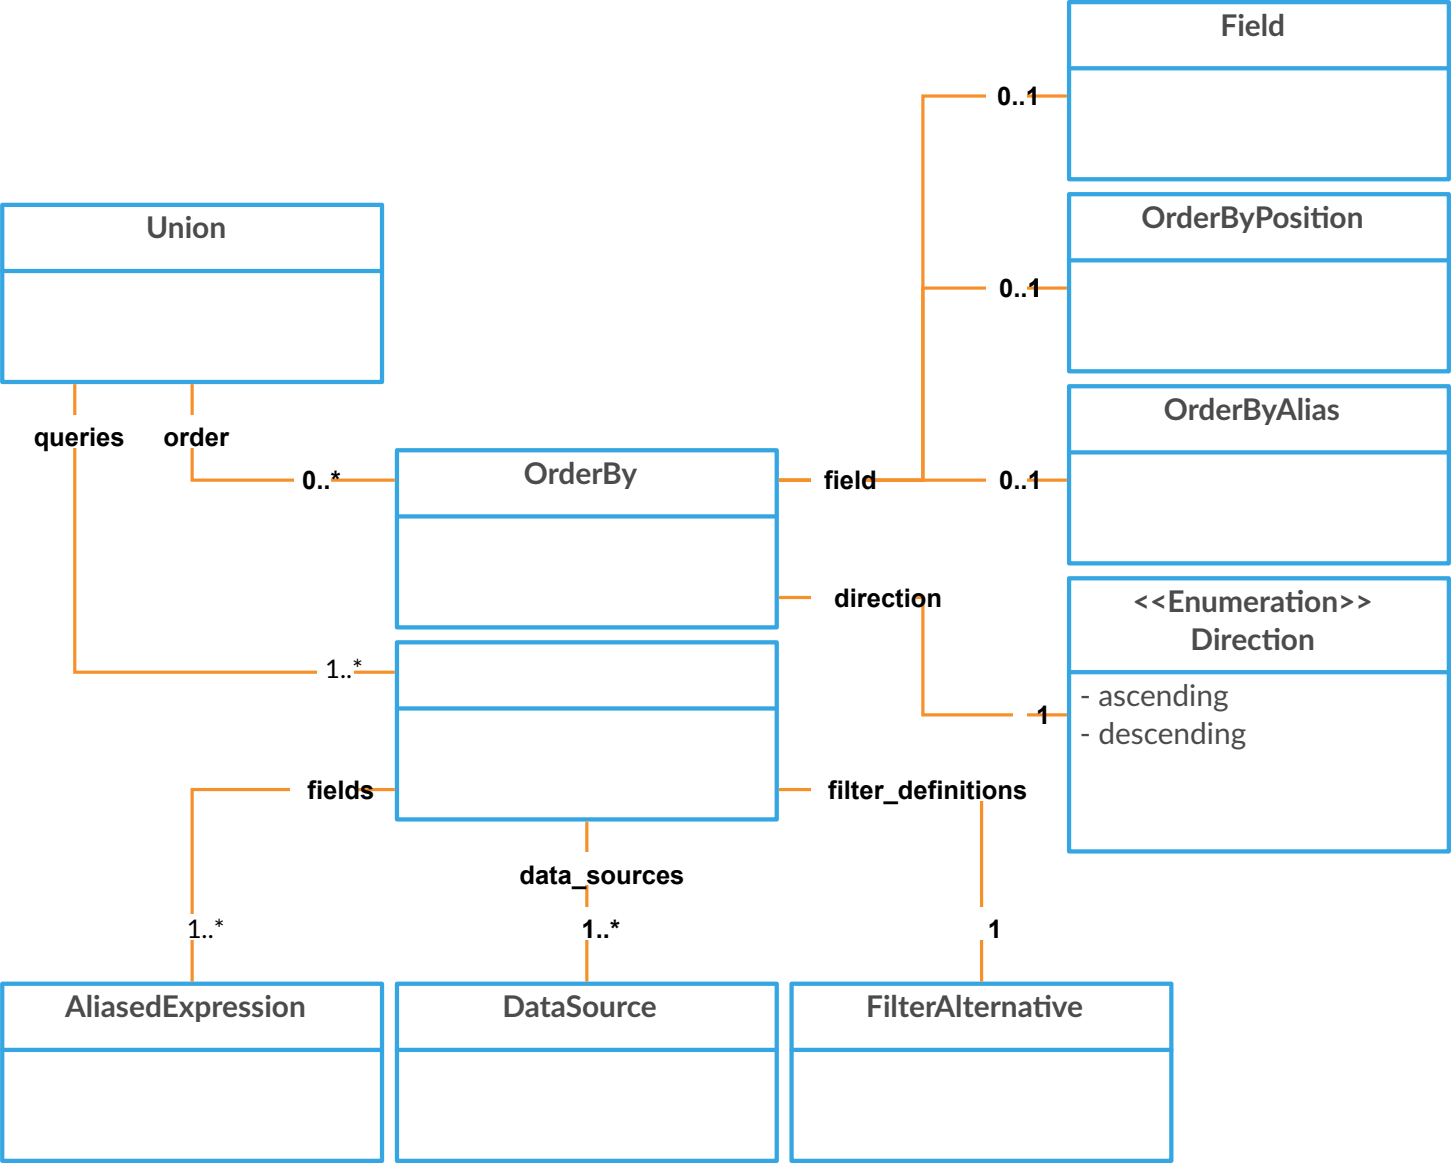 Field
0..1
OrderByPosition
0..1
Union
OrderByAlias
queries
order
0..*
OrderBy
field
0..1
direction
<<Enumeration>>
Direction
1..*
1
- ascending
- descending
fields
filter_definitions
data_sources
1..*
1..*
1
AliasedExpression
DataSource
FilterAlternative